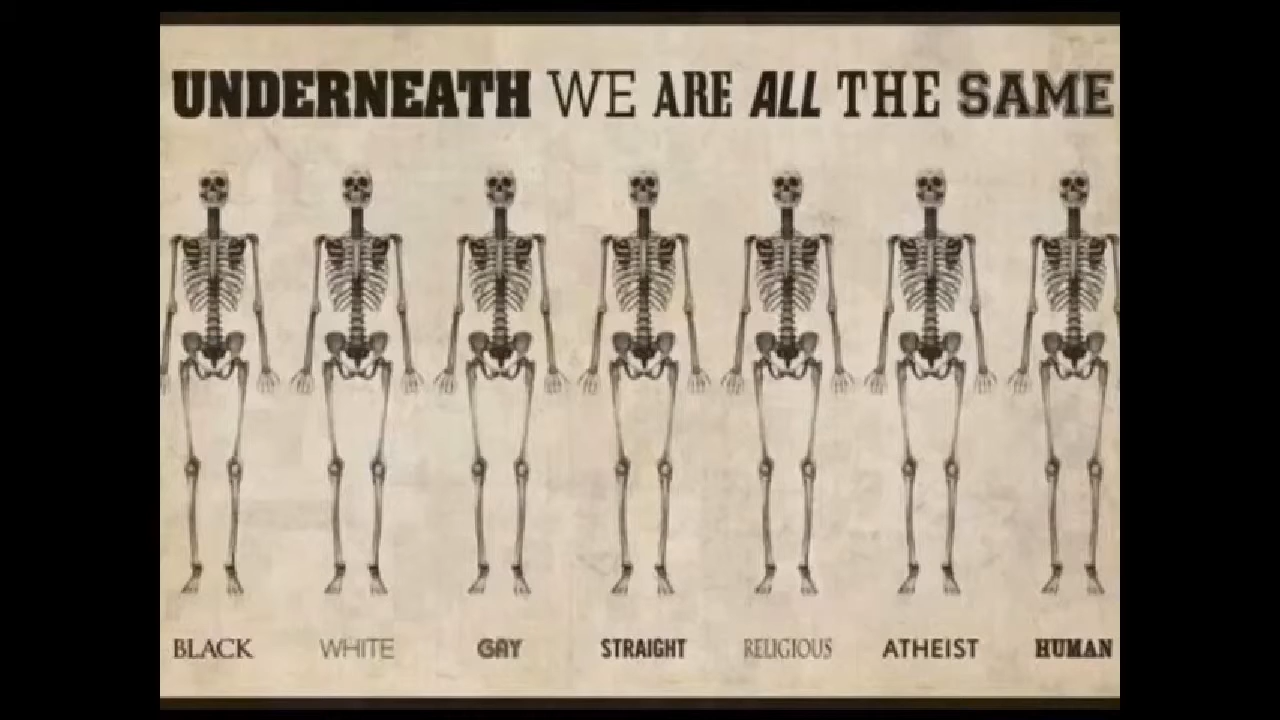 UNDERNEATH WE ARE ALL THE SAME
BLACK WHITE GAY STRAIGHT RELIGIOUS ATHEIST HUMAN